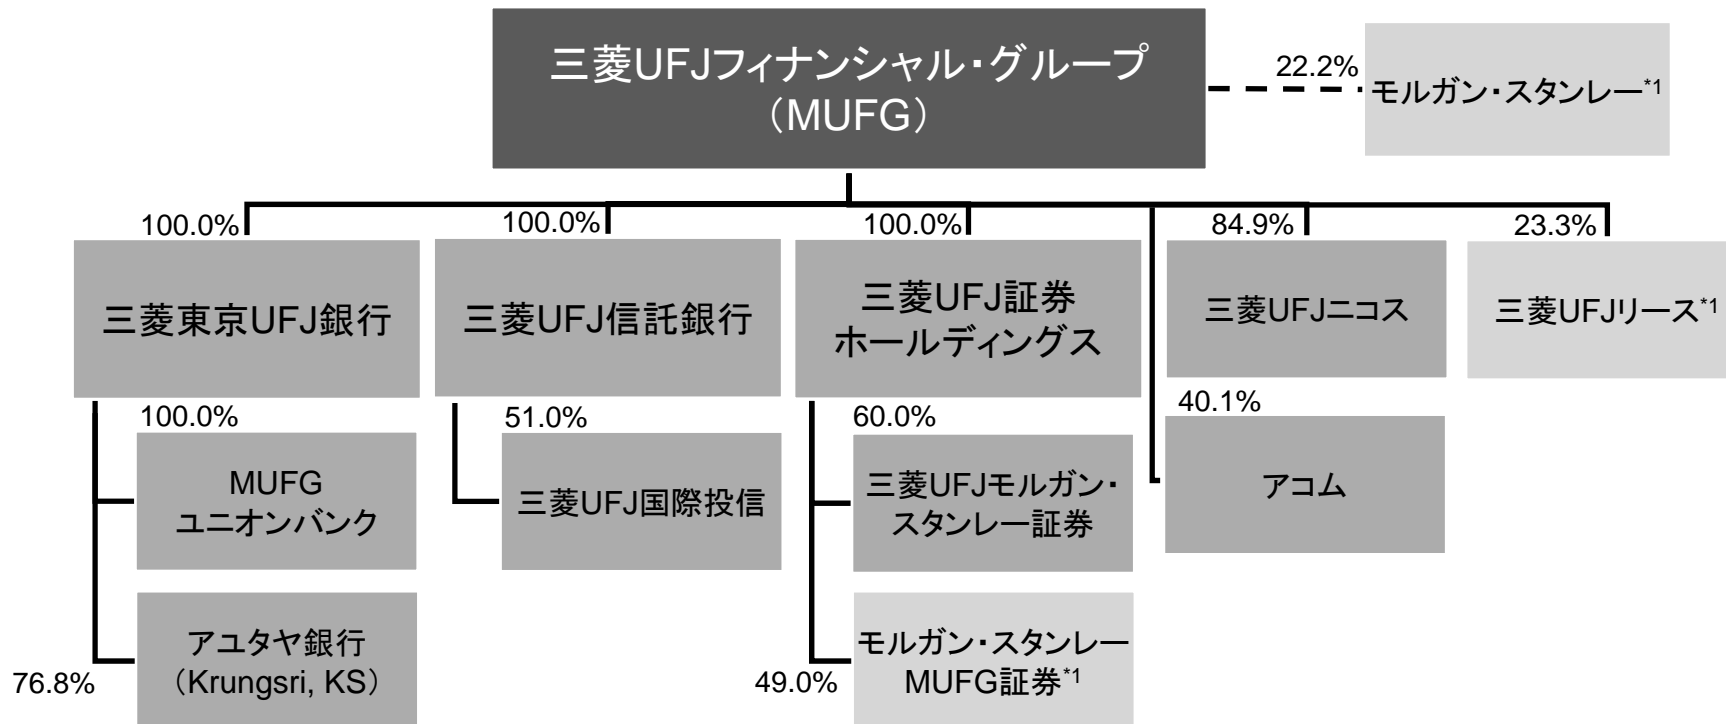 三菱UFJフィナンシャル・グループ
（MUFG）
22.2%
モルガン・スタンレー*1
100.0%
100.0%
100.0%
84.9%
23.3%
三菱東京UFJ銀行
三菱UFJ信託銀行
三菱UFJ証券
ホールディングス
三菱UFJニコス
三菱UFJリース*1
100.0%
51.0%
60.0%
40.1%
MUFG
ユニオンバンク
三菱UFJ国際投信
三菱UFJモルガン・
スタンレー証券
アコム
76.8%
アユタヤ銀行
（Krungsri, KS）
49.0%
モルガン・スタンレー
MUFG証券*1